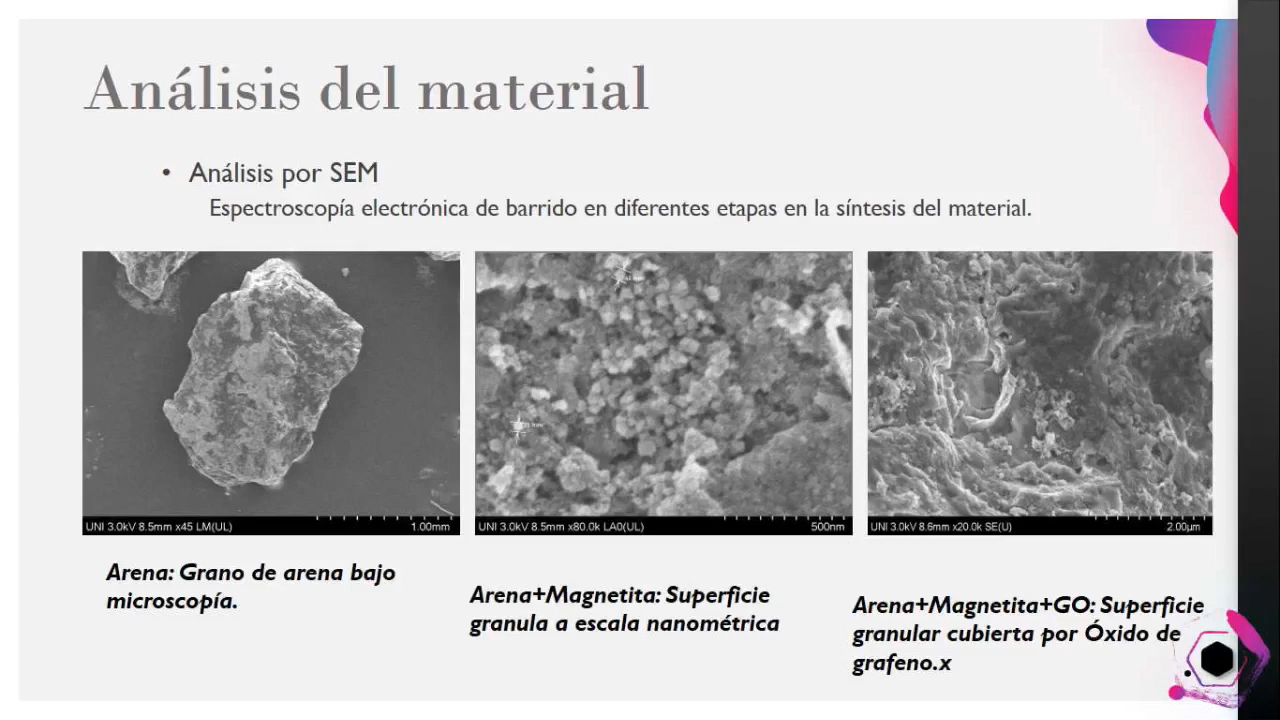 Análisis del material
• Análisis por SEM
Espectroscopía electrónica de barrido en diferentes etapas en la síntesis del material.
UNI 3.0kV 8.5mm x45 LM(UL) 1.00mm
UNI 3.0kV 8.5mm x80.0k LA0(UL) 500nm
UNI 3.0kV 8.6mm x20.0k SE(U) 2.00µm
Arena: Grano de arena bajo
microscopía.
Arena+Magnetita: Superficie
granula a escala nanométrica
Arena+Magnetita+GO: Superficie
granular cubierta por Óxido de
grafeno.x